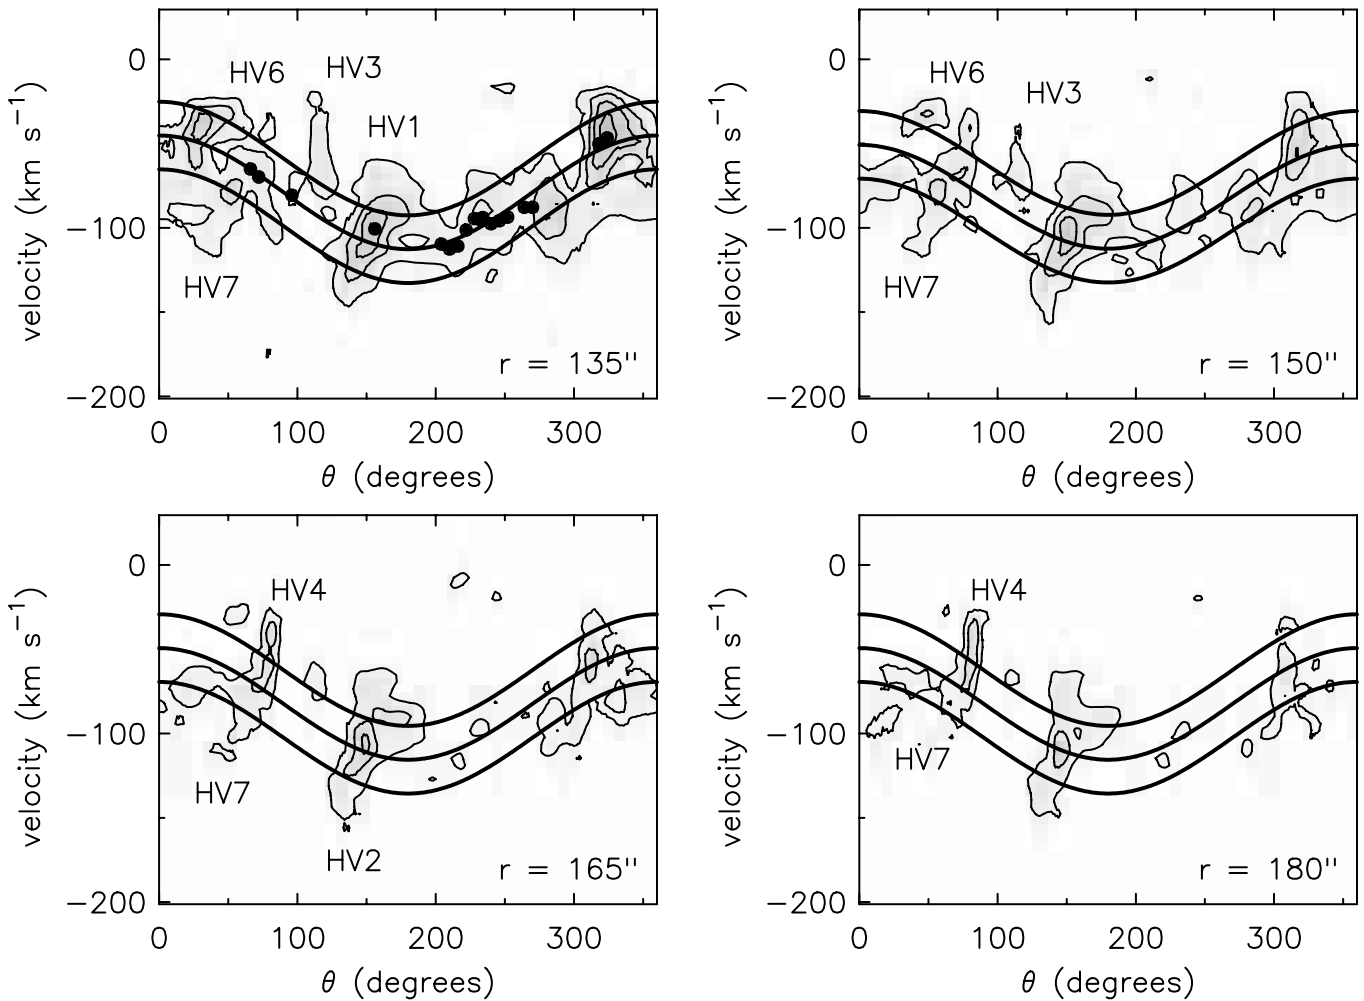 0
−100
−200
velocity (km s⁻¹)
HV6
HV3
HV1
HV7
r = 135"
0
100
200
300
θ (degrees)
0
−100
−200
velocity (km s⁻¹)
HV6
HV3
HV7
r = 150"
0
100
200
300
θ (degrees)
0
−100
−200
velocity (km s⁻¹)
HV4
HV7
HV2
r = 165"
0
100
200
300
θ (degrees)
0
−100
−200
velocity (km s⁻¹)
HV4
HV7
r = 180"
0
100
200
300
θ (degrees)